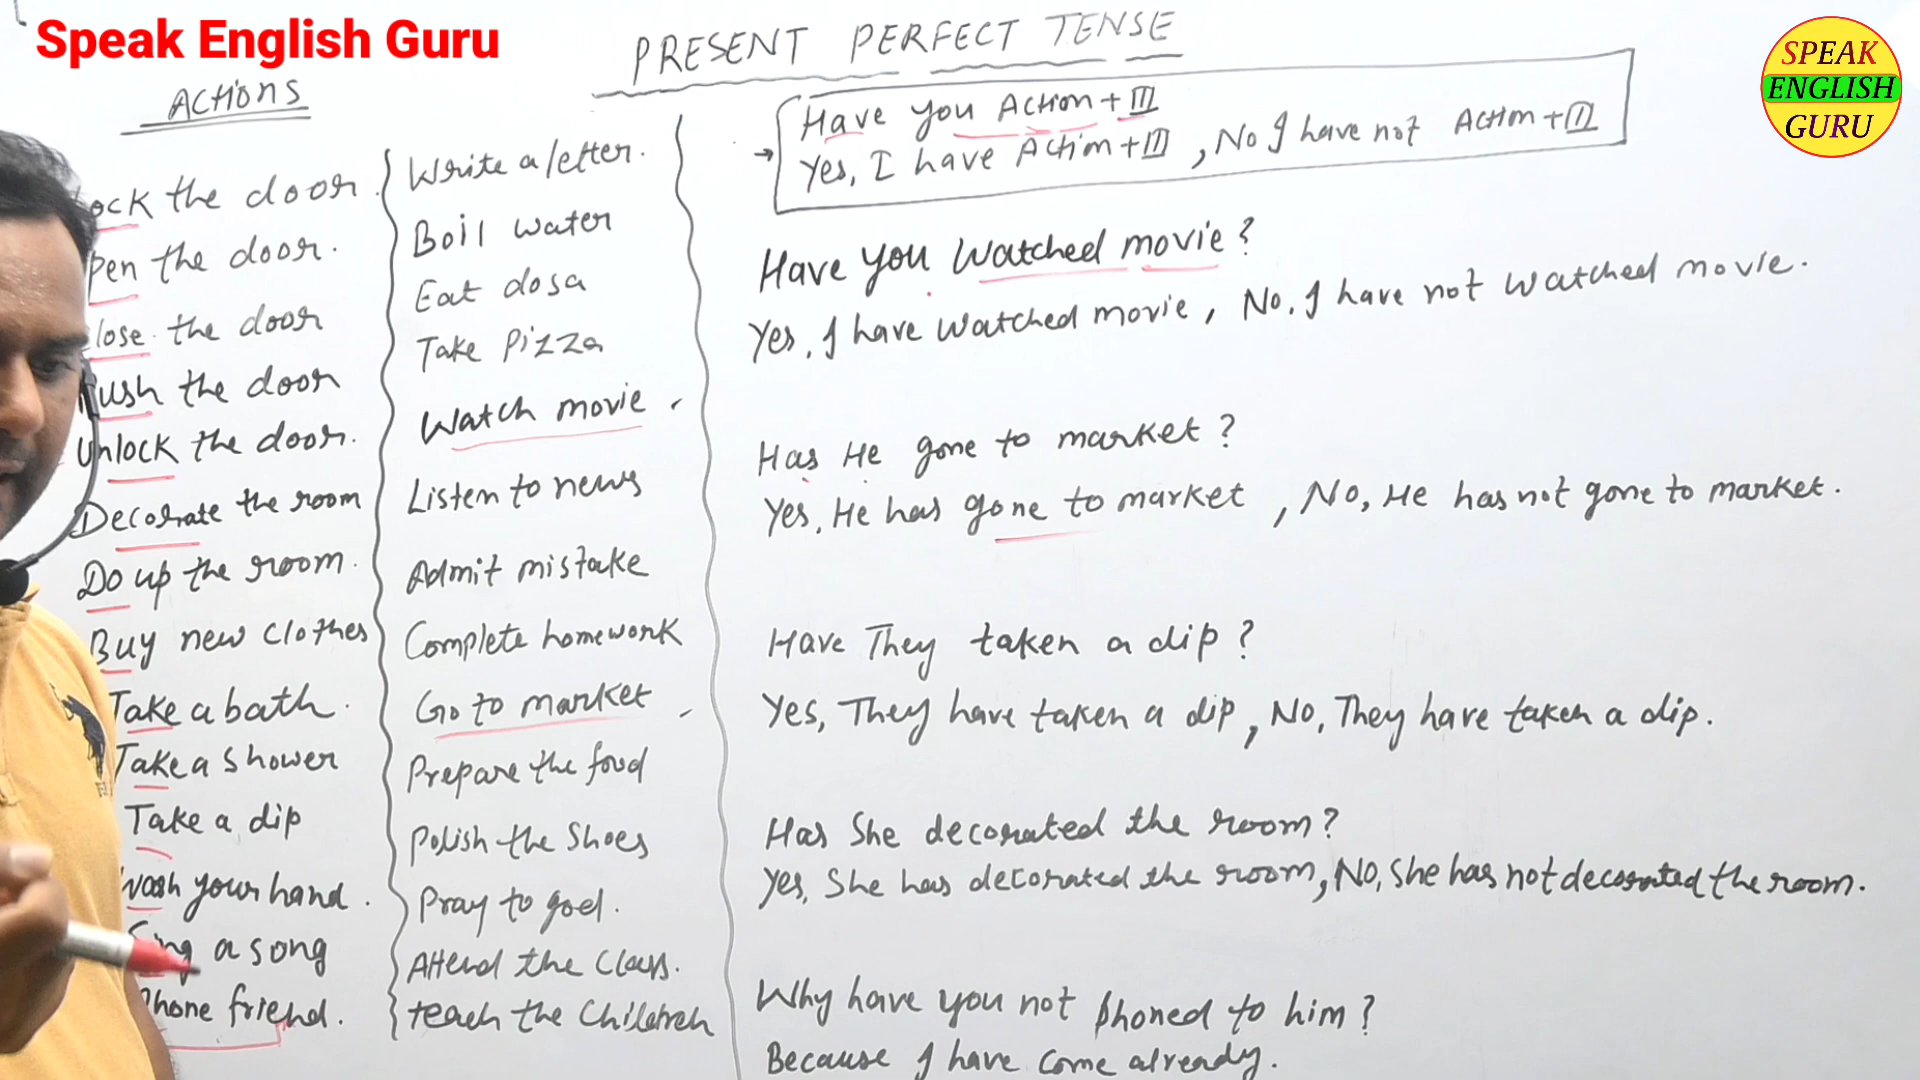 Speak English Guru
PRESENT PERFECT TENSE
SPEAK
ENGLISH
GURU
ACTIONS
ock the door.
pen the door.
lose the door
ush the door
Unlock the door.
Decorate the room
Do up the room.
Buy new clothes
Take a bath.
Take a shower
Take a dip
Wash your hand.
Sing a song
Phone friend.
Write a letter.
Boil water
Eat dosa
Take pizza
Watch movie
Listen to news
Admit mistake
Complete homework
Go to market
Prepare the food
Polish the shoes
Pray to god.
Attend the class.
teach the children
Have you Action + III
Yes, I have Action + III, No I have not Action + III
Have you watched movie?
Yes, I have watched movie, No. I have not watched movie.
Has He gone to market?
Yes, He has gone to market, No, He has not gone to market.
Have They taken a dip?
Yes, They have taken a dip, No, They have taken a dip.
Has She decorated the room?
Yes, She has decorated the room, No, She has not decorated the room.
Why have you not phoned to him?
Because I have come already.